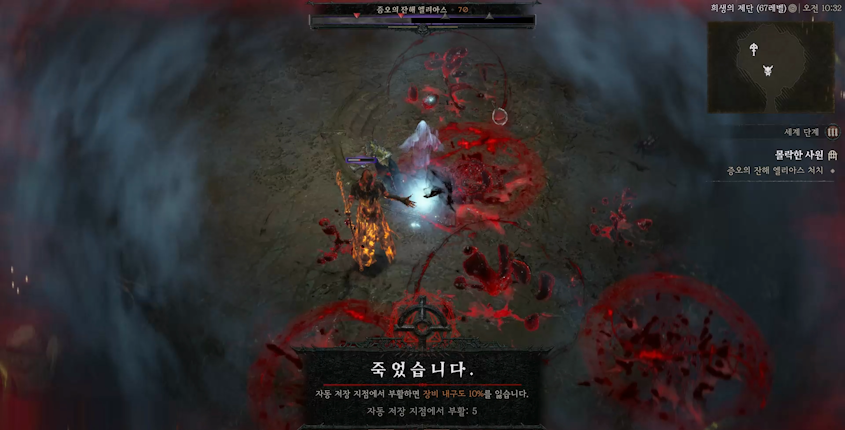 증오의 잔해 엘리아스 - 70
희생의 제단 (67레벨) 오전 10:32
세계 단계 III
몰락한 사원
증오의 잔해 엘리아스 처치
죽었습니다.
자동 저장 지점에서 부활하면 장비 내구도 10%를 잃습니다.
자동 저장 지점에서 부활: 5